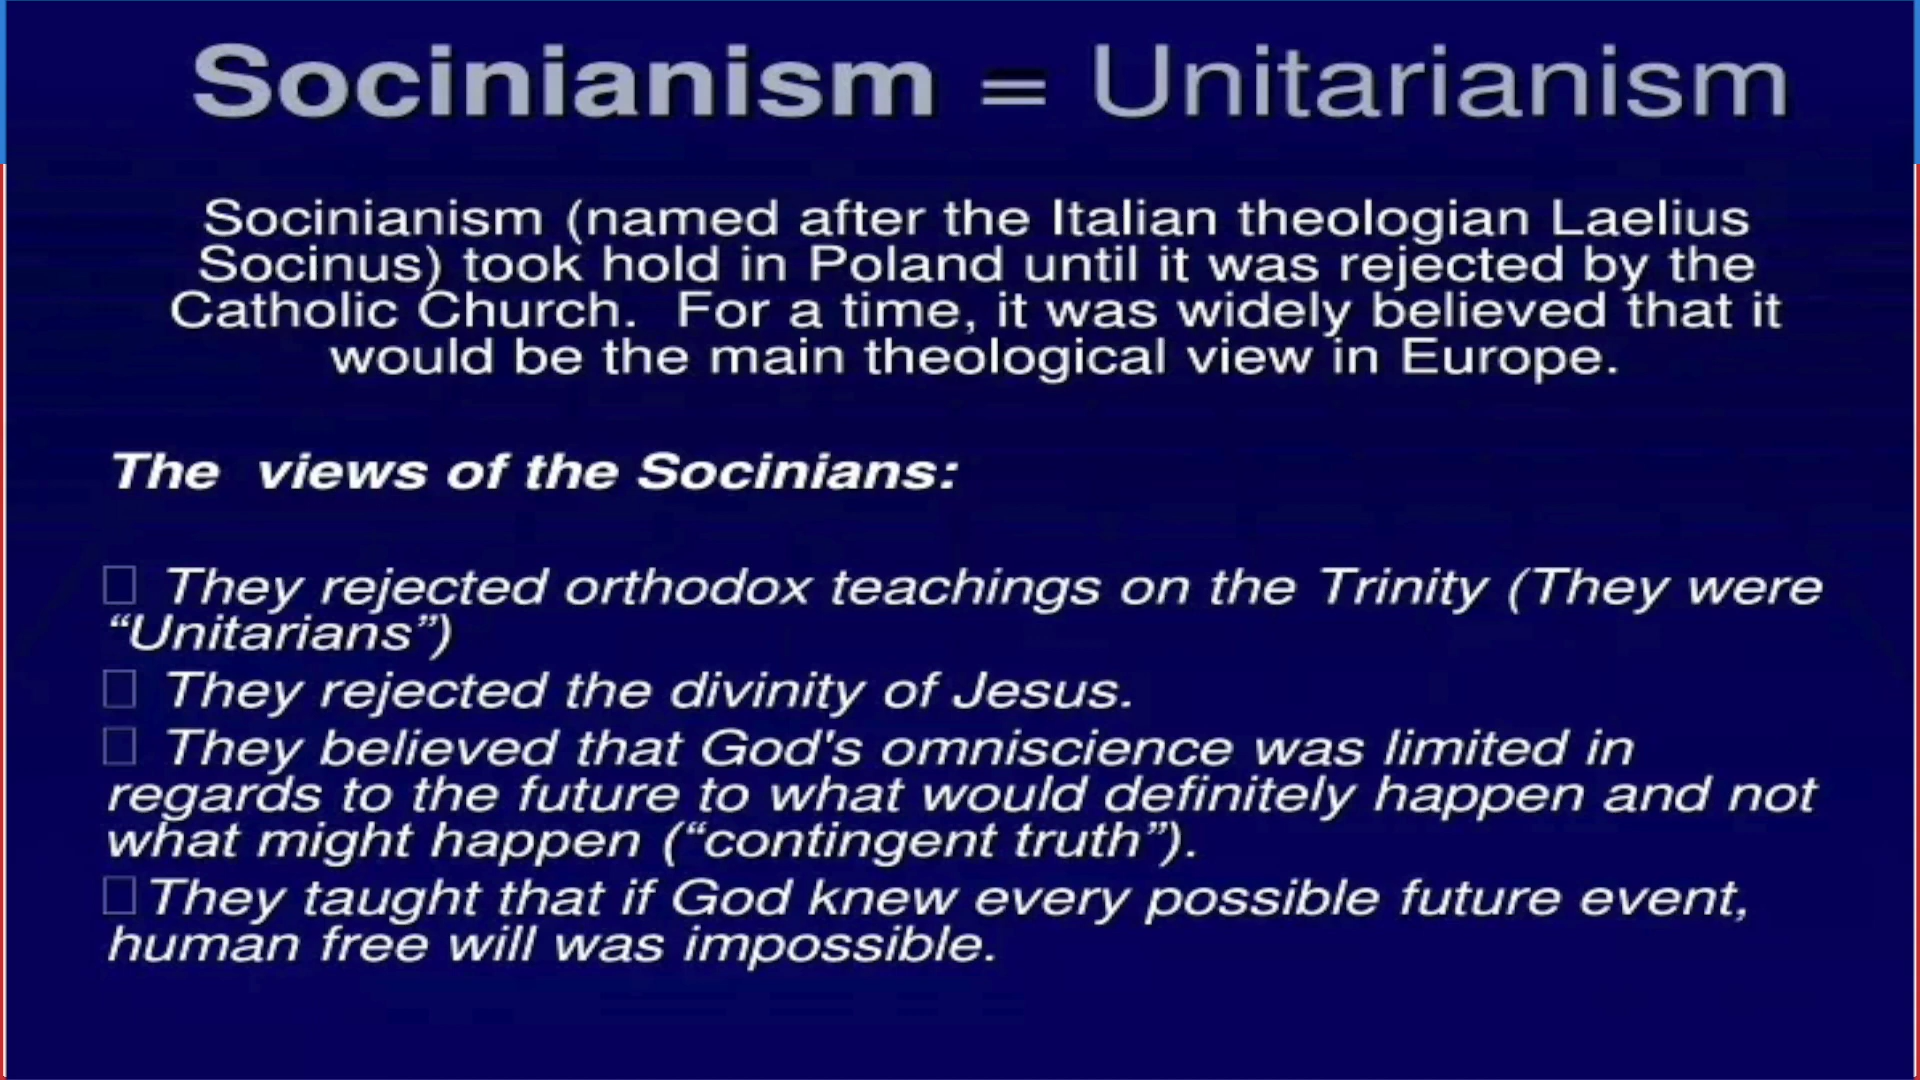 Socinianism = Unitarianism
Socinianism (named after the Italian theologian Laelius
Socinus) took hold in Poland until it was rejected by the
Catholic Church.  For a time, it was widely believed that it
would be the main theological view in Europe.
The  views of the Socinians:
They rejected orthodox teachings on the Trinity (They were
“Unitarians”)
They rejected the divinity of Jesus.
They believed that God's omniscience was limited in
regards to the future to what would definitely happen and not
what might happen (“contingent truth”).
They taught that if God knew every possible future event,
human free will was impossible.